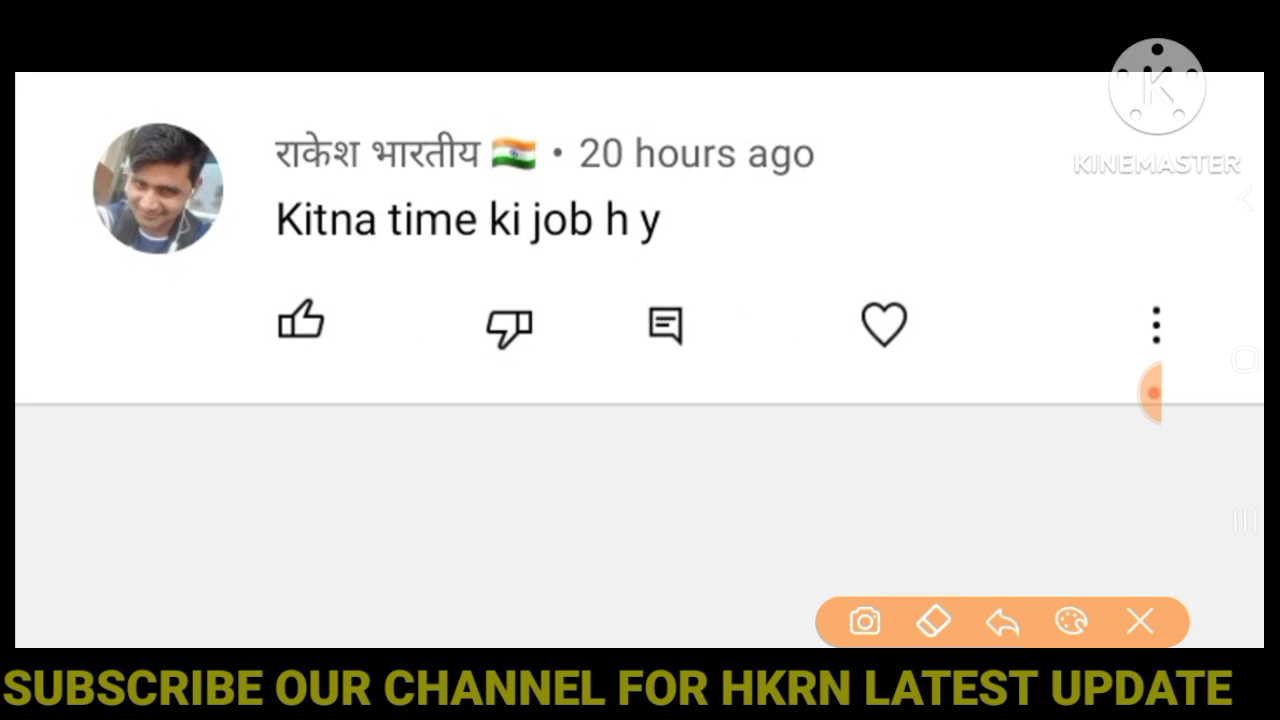 KINEMASTER
राकेश भारतीय 🇮🇳 • 20 hours ago
Kitna time ki job h y
SUBSCRIBE OUR CHANNEL FOR HKRN LATEST UPDATE